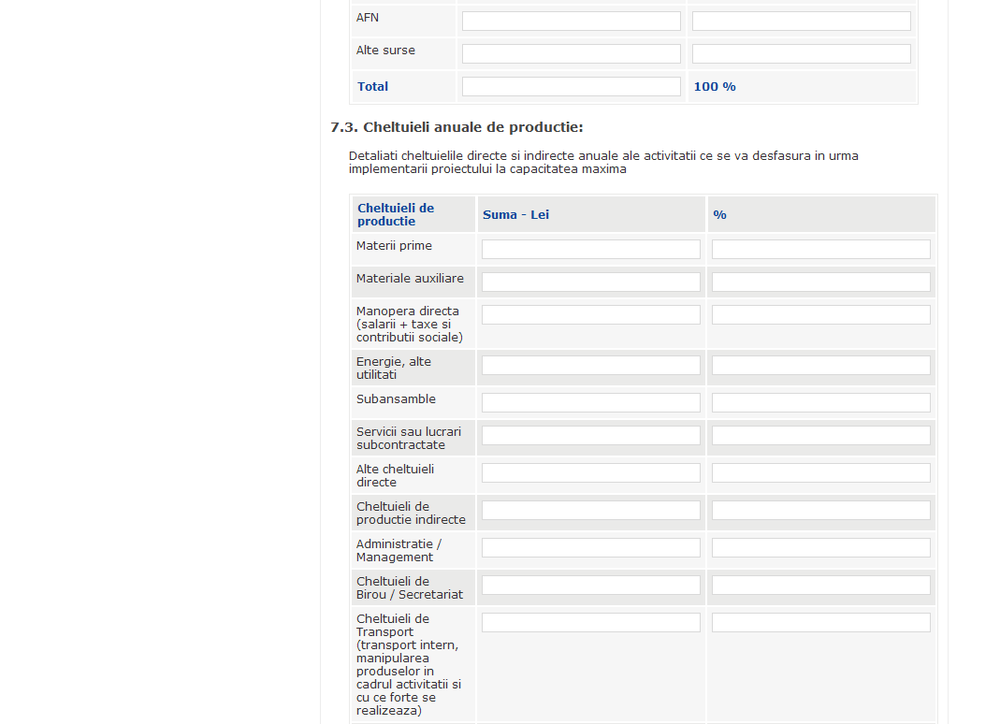 AFN
Alte surse
Total 100 %
7.3. Cheltuieli anuale de productie:
Detaliati cheltuielile directe si indirecte anuale ale activitatii ce se va desfasura in urma
implementarii proiectului la capacitatea maxima
Cheltuieli de
productie
Suma - Lei
%
Materii prime
Materiale auxiliare
Manopera directa
(salarii + taxe si
contributii sociale)
Energie, alte
utilitati
Subansamble
Servicii sau lucrari
subcontractate
Alte cheltuieli
directe
Cheltuieli de
productie indirecte
Administratie /
Management
Cheltuieli de
Birou / Secretariat
Cheltuieli de
Transport
(transport intern,
manipularea
produselor in
cadrul activitatii si
cu ce forte se
realizeaza)